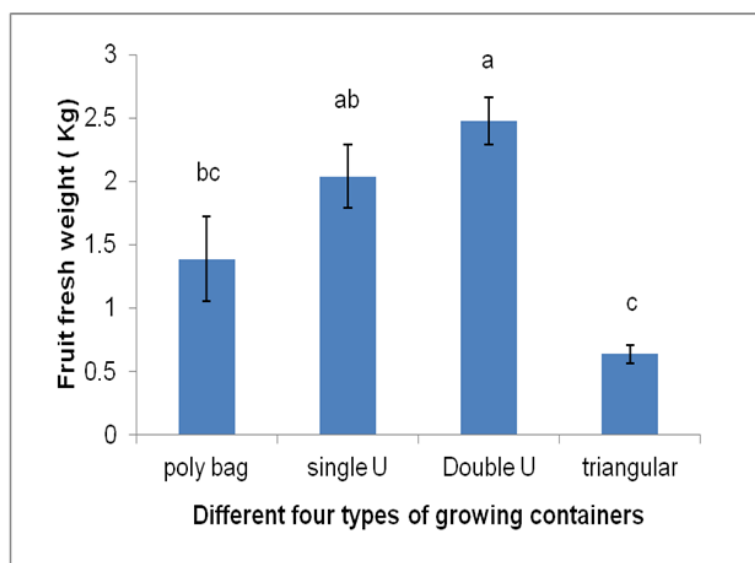 Fruit fresh weight ( Kg)
3
2.5
2
1.5
1
0.5
0
bc
ab
a
c
poly bag
single U
Double U
triangular
Different four types of growing containers